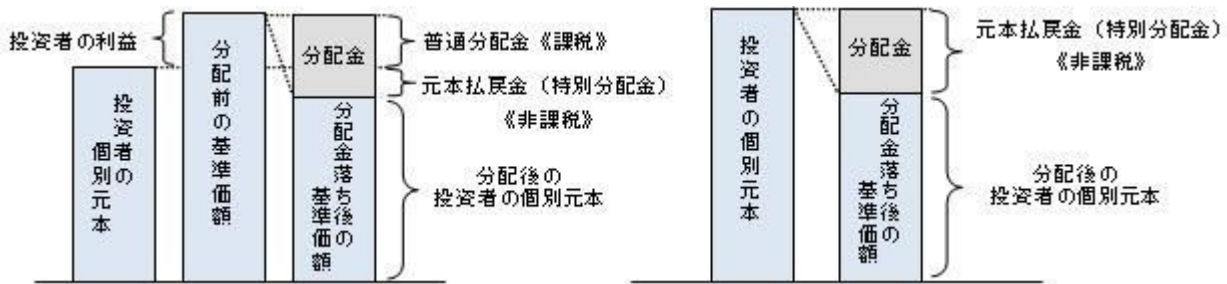 投資者の利益
投資者の
個別元本
分配前の基準価額
分配金
分配金落ち後の
基準価額
普通分配金《課税》
元本払戻金（特別分配金）
《非課税》
分配後の
投資者の個別元本
投資者の個別元本
分配金
分配金落ち後の
基準価額
元本払戻金（特別分配金）
《非課税》
分配後の
投資者の個別元本